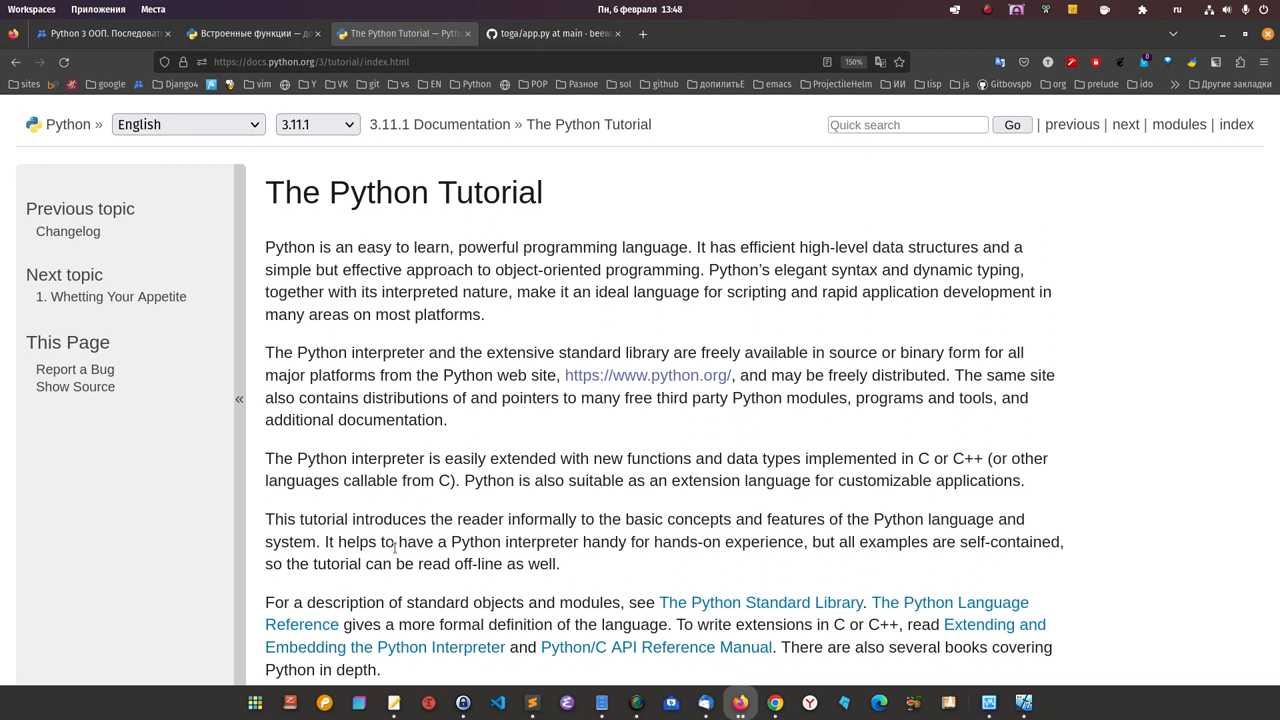 Workspaces Приложения Места Пн, 6 февраля 13:48 ru
Python 3 ООП. Последоват Встроенные функции — до The Python Tutorial — Pyth toga/app.py at main · beew
https://docs.python.org/3/tutorial/index.html 150%
sites google Django4 vim Y VK git vs EN Python POP Разное sol github допилитьЕ emacs ProjectileHelm ИИ lisp js Gitbovspb org prelude ido Другие закладки
Python » English 3.11.1 3.11.1 Documentation » The Python Tutorial Quick search Go | previous | next | modules | index
Previous topic
Changelog
Next topic
1. Whetting Your Appetite
This Page
Report a Bug
Show Source
«
The Python Tutorial
Python is an easy to learn, powerful programming language. It has efficient high-level data structures and a
simple but effective approach to object-oriented programming. Python’s elegant syntax and dynamic typing,
together with its interpreted nature, make it an ideal language for scripting and rapid application development in
many areas on most platforms.
The Python interpreter and the extensive standard library are freely available in source or binary form for all
major platforms from the Python web site, https://www.python.org/, and may be freely distributed. The same site
also contains distributions of and pointers to many free third party Python modules, programs and tools, and
additional documentation.
The Python interpreter is easily extended with new functions and data types implemented in C or C++ (or other
languages callable from C). Python is also suitable as an extension language for customizable applications.
This tutorial introduces the reader informally to the basic concepts and features of the Python language and
system. It helps to have a Python interpreter handy for hands-on experience, but all examples are self-contained,
so the tutorial can be read off-line as well.
For a description of standard objects and modules, see The Python Standard Library. The Python Language
Reference gives a more formal definition of the language. To write extensions in C or C++, read Extending and
Embedding the Python Interpreter and Python/C API Reference Manual. There are also several books covering
Python in depth.